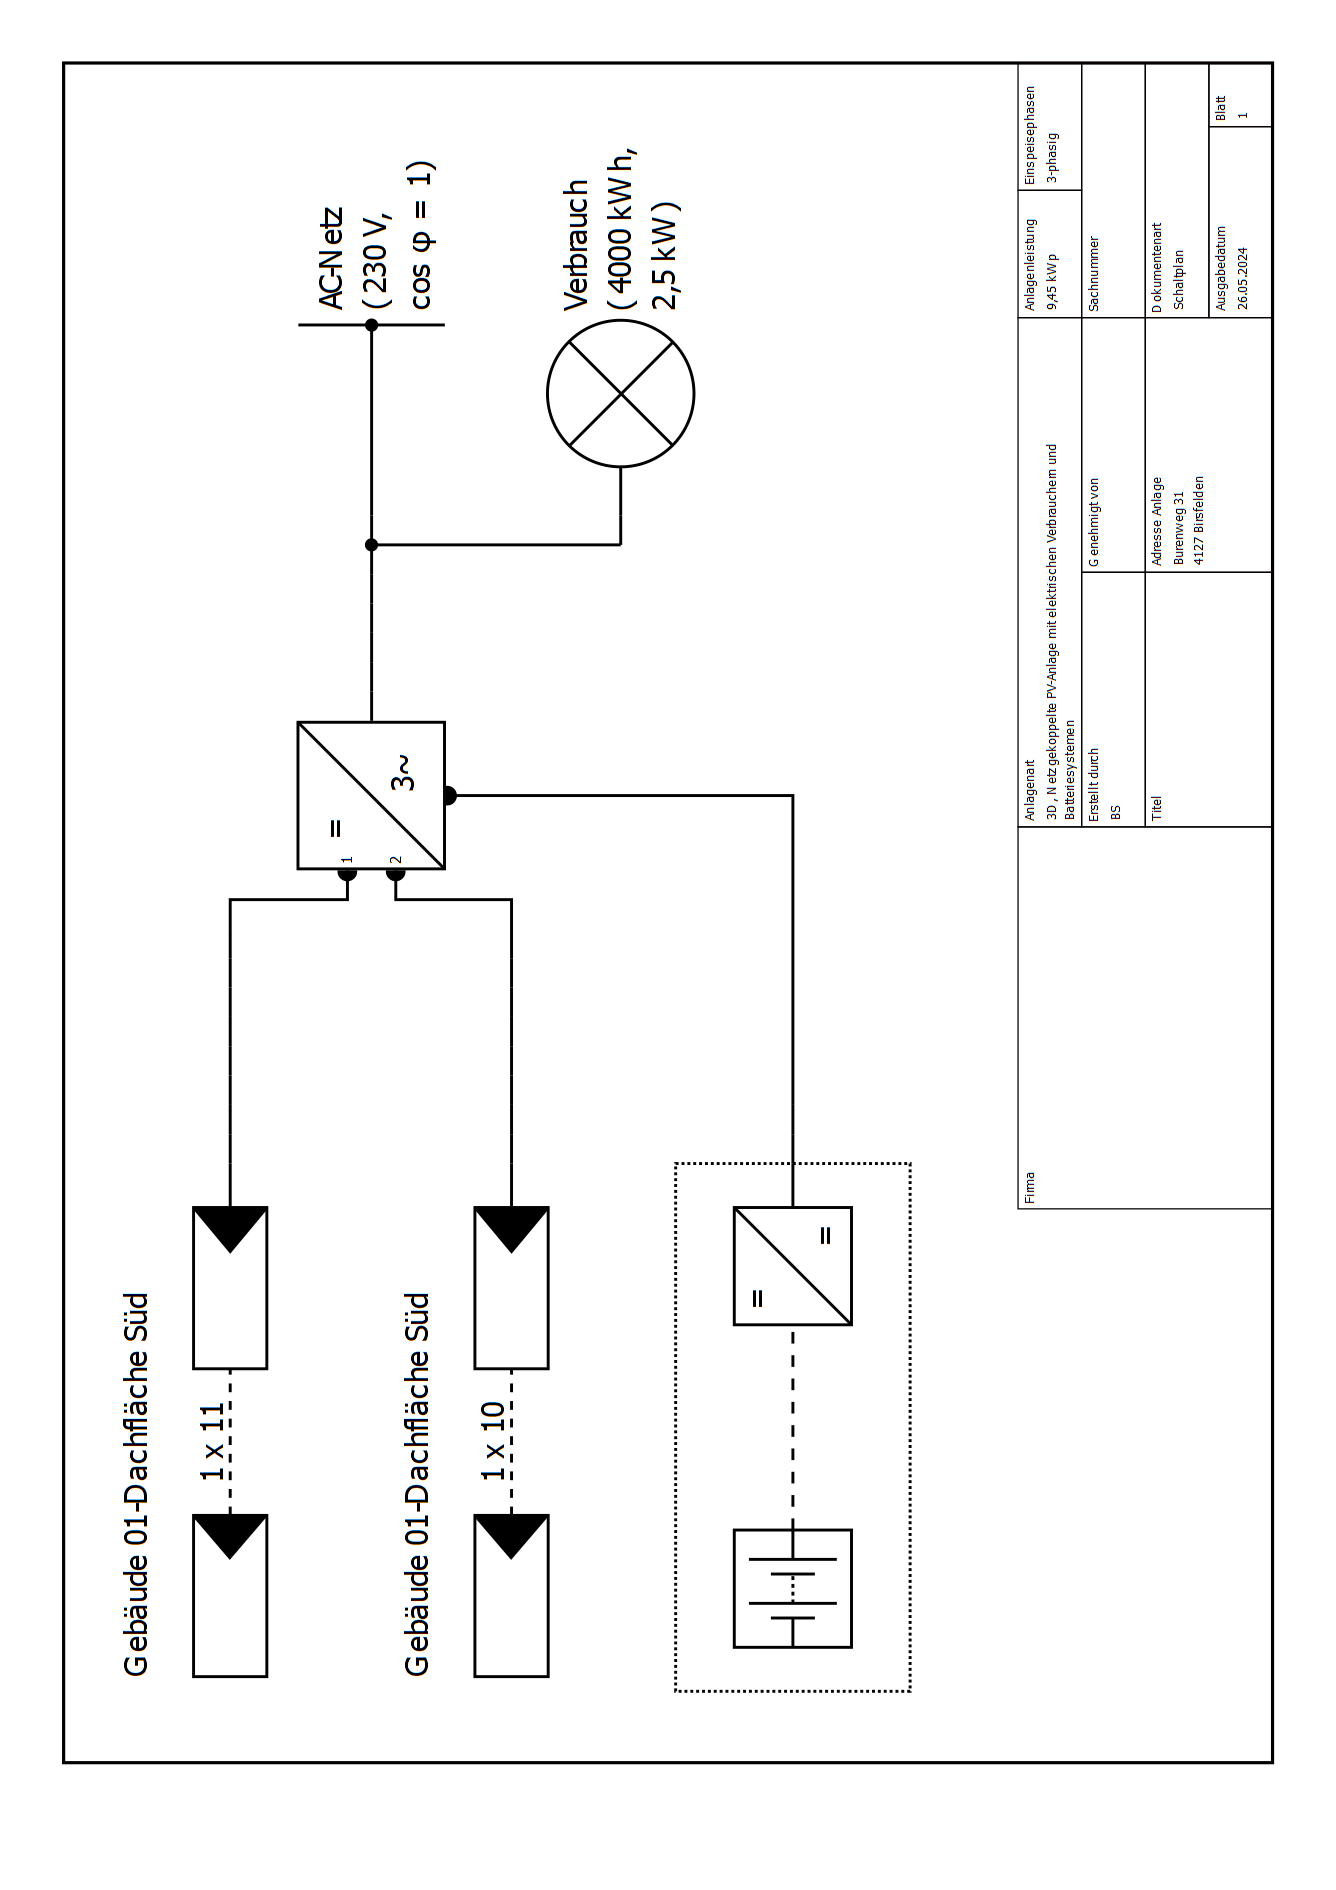 Gebäude 01-Dachfläche Süd
1 x 11
Gebäude 01-Dachfläche Süd
1 x 10
=
1
2
3~
=
=
AC-Netz
(230 V,
cos φ = 1)
Verbrauch
(4000 kWh,
2,5 kW)
Firma
Anlagenart
3D, Netzgekoppelte PV-Anlage mit elektrischen Verbrauchern und
Batteriesystemen
Anlagenleistung
9,45 kWp
Einspeisephasen
3-phasig
Erstellt durch
BS
Genehmigt von
Sachnummer
Titel
Adresse Anlage
Burenweg 31
4127 Birsfelden
Dokumentenart
Schaltplan
Ausgabedatum
26.05.2024
Blatt
1